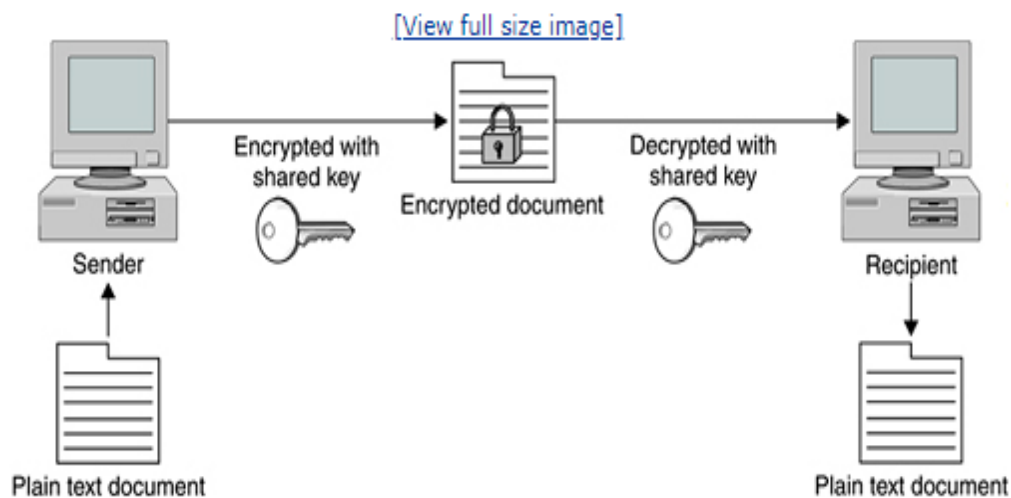 [View full size image]
Encrypted with
shared key
Encrypted document
Decrypted with
shared key
Sender
Recipient
Plain text document
Plain text document